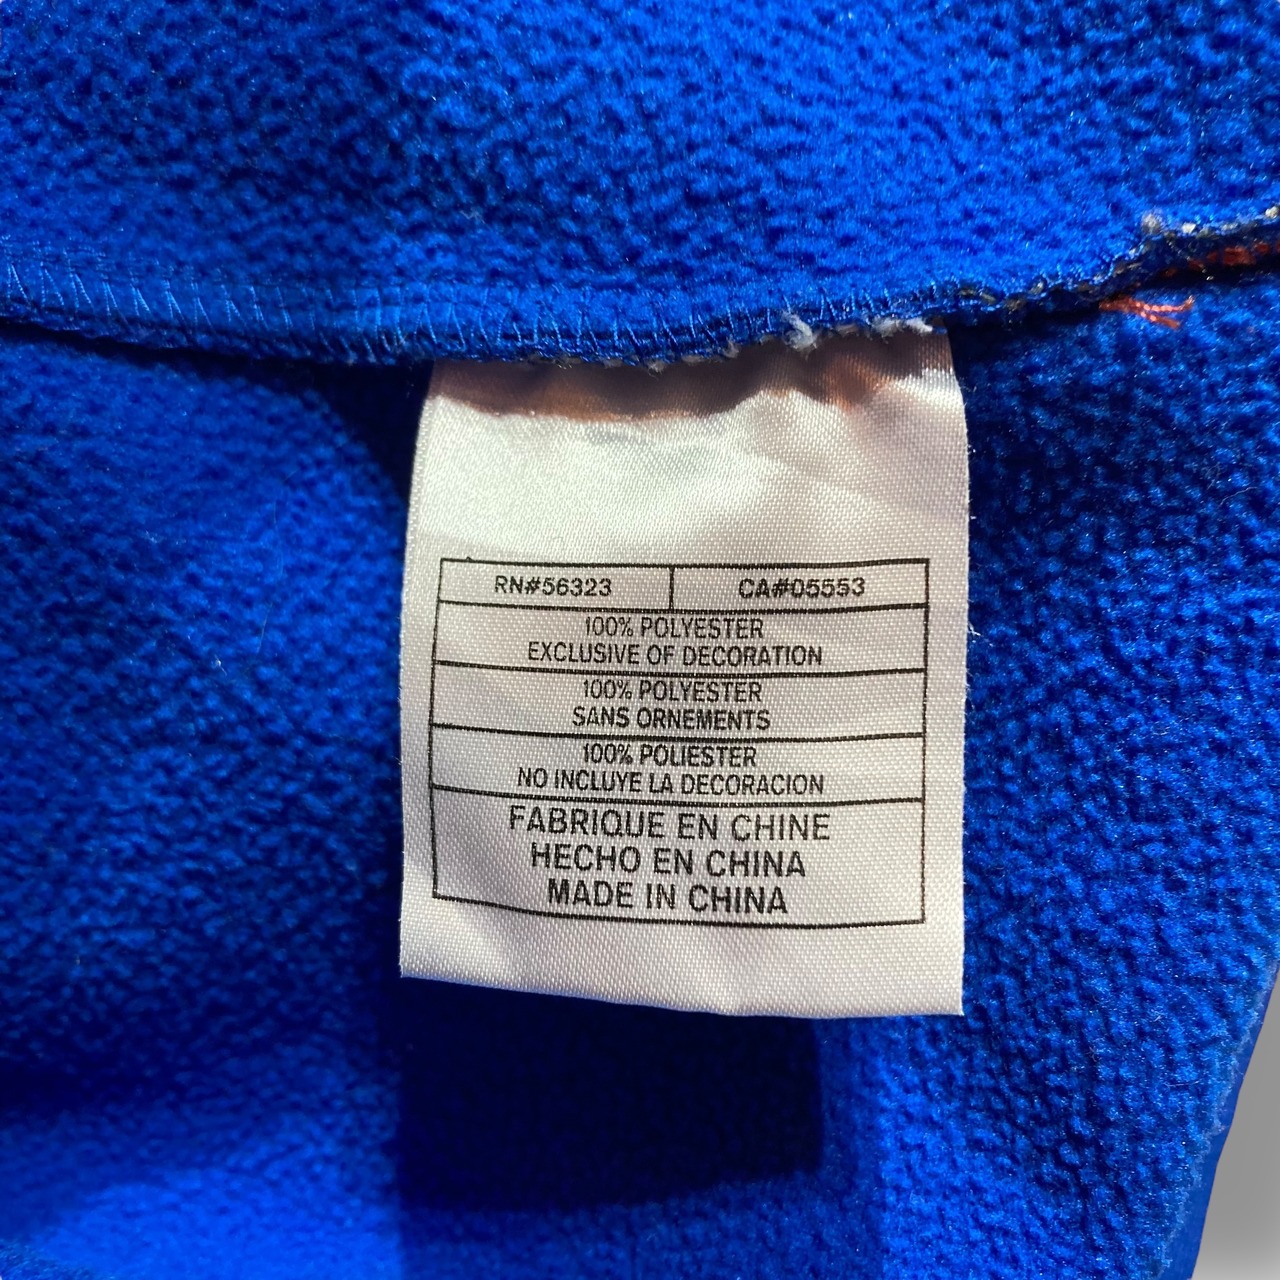 RN#56323 CA#05553
100% POLYESTER
EXCLUSIVE OF DECORATION
100% POLYESTER
SANS ORNEMENTS
100% POLIESTER
NO INCLUYE LA DECORACION
FABRIQUE EN CHINE
HECHO EN CHINA
MADE IN CHINA